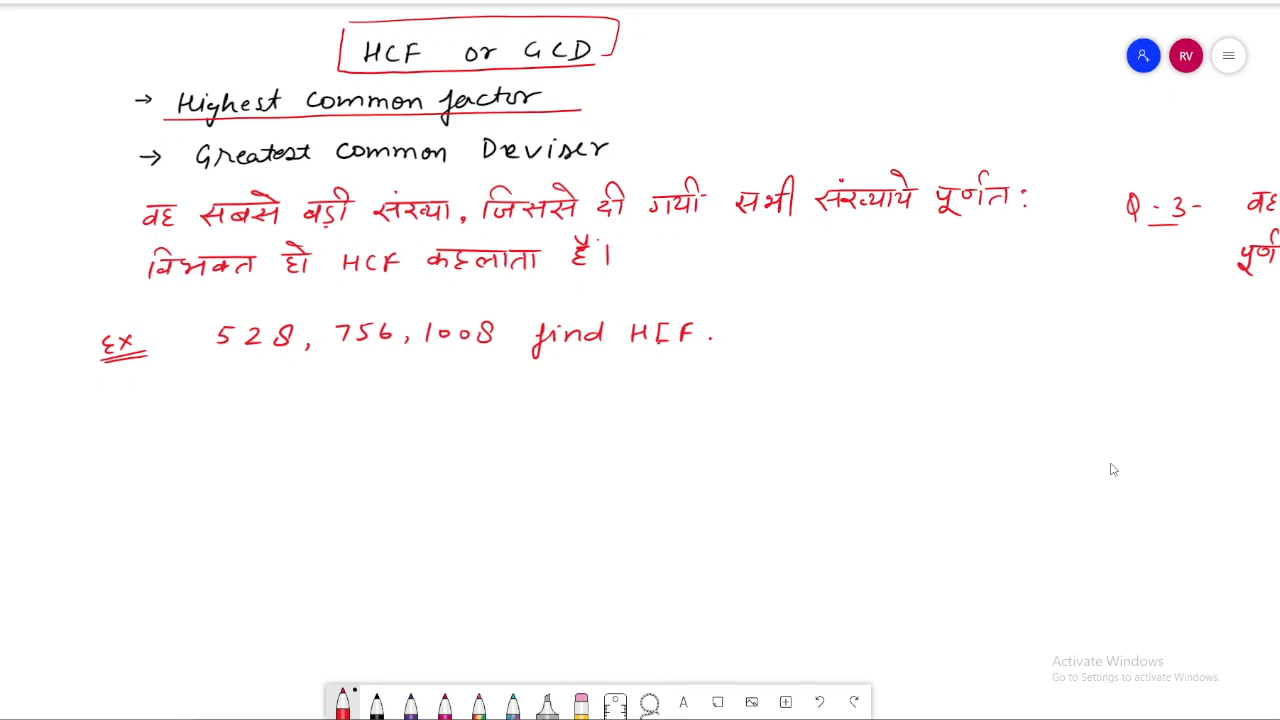 HCF or GCD
RV
→ Highest common factor
→ Greatest common Deviser
वह सबसे बड़ी संख्या, जिससे दी गयी सभी संख्याये पूर्णतः
विभक्त हो HCF कहलाता है।
Q - 3 - वह
पूर्ण
Ex 528, 756, 1008 find HCF.
Activate Windows
Go to Settings to activate Windows.
A